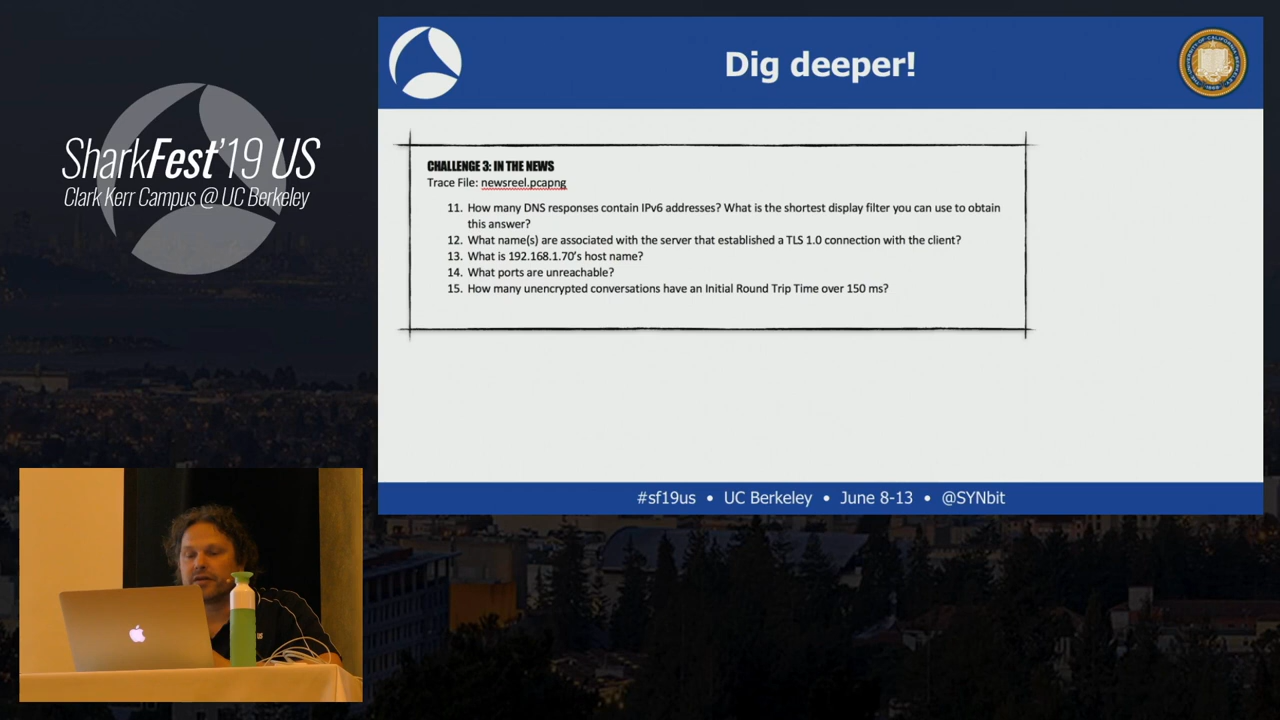 SharkFest'19 US
Clark Kerr Campus @ UC Berkeley
Dig deeper!
CHALLENGE 3: IN THE NEWS
Trace File: newsreel.pcapng
11. How many DNS responses contain IPv6 addresses? What is the shortest display filter you can use to obtain
this answer?
12. What name(s) are associated with the server that established a TLS 1.0 connection with the client?
13. What is 192.168.1.70's host name?
14. What ports are unreachable?
15. How many unencrypted conversations have an Initial Round Trip Time over 150 ms?
#sf19us • UC Berkeley • June 8-13 • @SYNbit